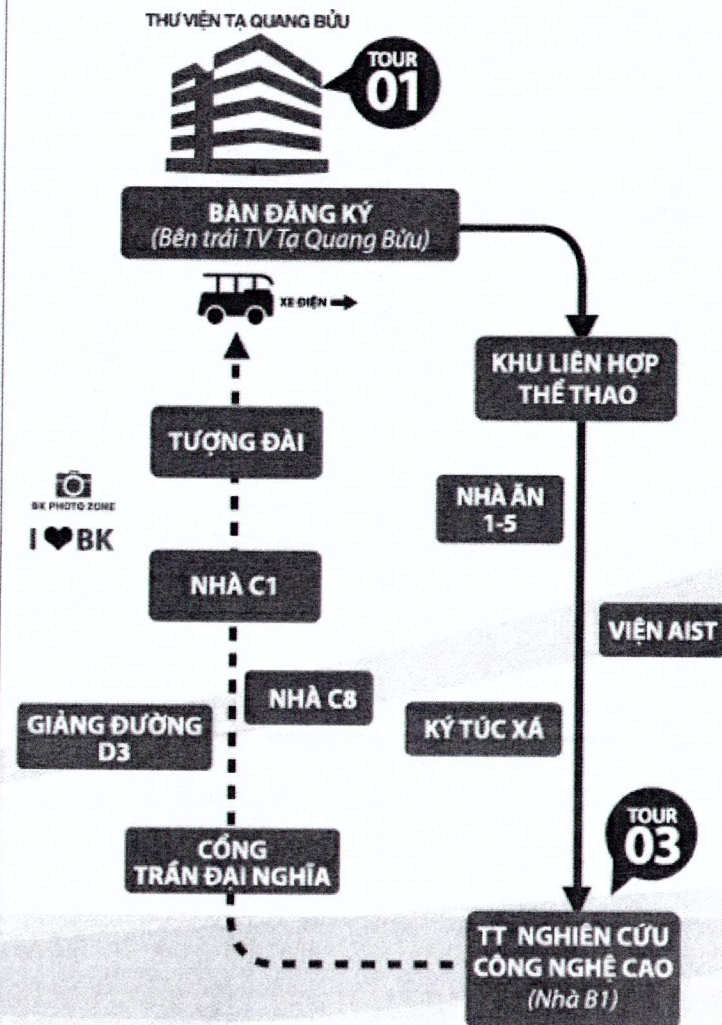 THƯ VIỆN TẠ QUANG BỬU
TOUR
01
BÀN ĐĂNG KÝ
(Bên trái TV Tạ Quang Bửu)
XE ĐIỆN
KHU LIÊN HỢP
THỂ THAO
TƯỢNG ĐÀI
NHÀ ĂN
1-5
BK PHOTO ZONE
I ❤ BK
NHÀ C1
VIỆN AIST
NHÀ C8
GIẢNG ĐƯỜNG
D3
KÝ TÚC XÁ
TOUR
03
CỔNG
TRẦN ĐẠI NGHĨA
TT NGHIÊN CỨU
CÔNG NGHỆ CAO
(Nhà B1)